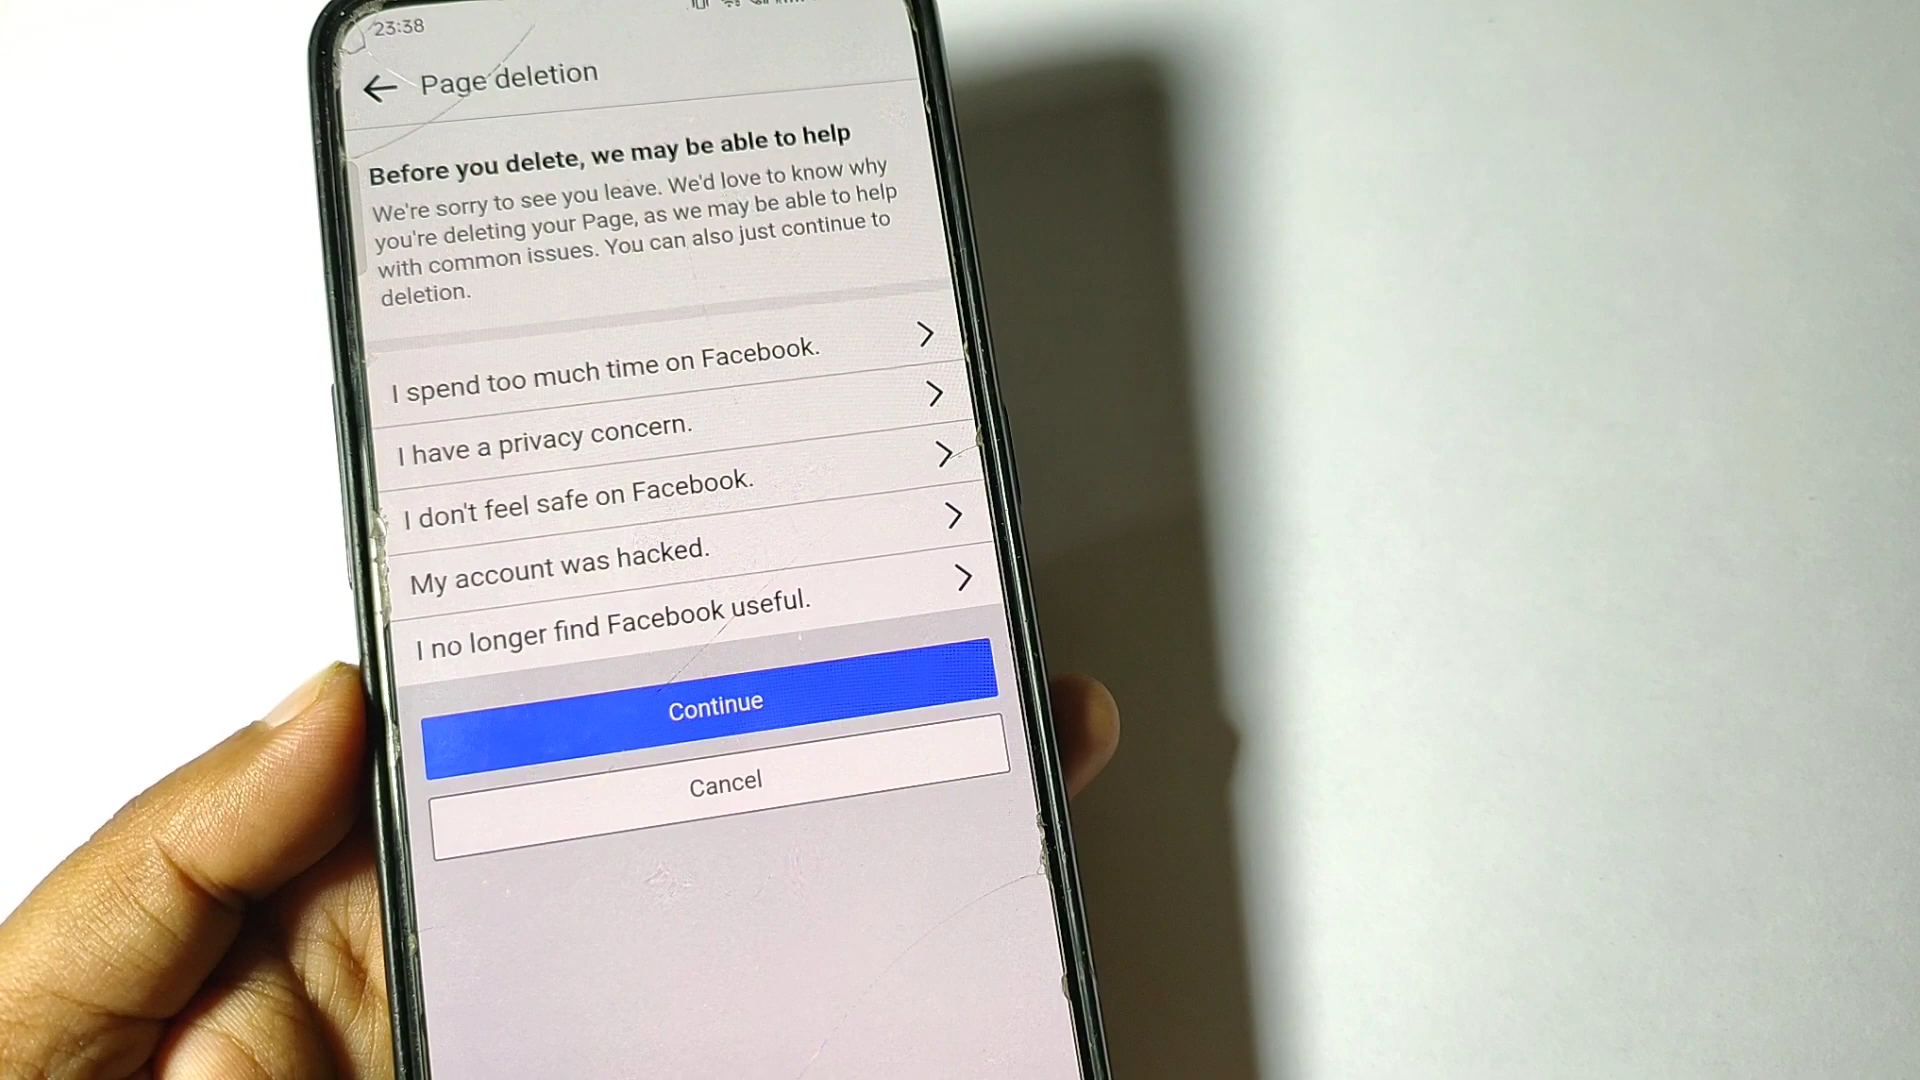 23:38
Page deletion
Before you delete, we may be able to help
We're sorry to see you leave. We'd love to know why
you're deleting your Page, as we may be able to help
with common issues. You can also just continue to
deletion.
I spend too much time on Facebook.
I have a privacy concern.
I don't feel safe on Facebook.
My account was hacked.
I no longer find Facebook useful.
Continue
Cancel